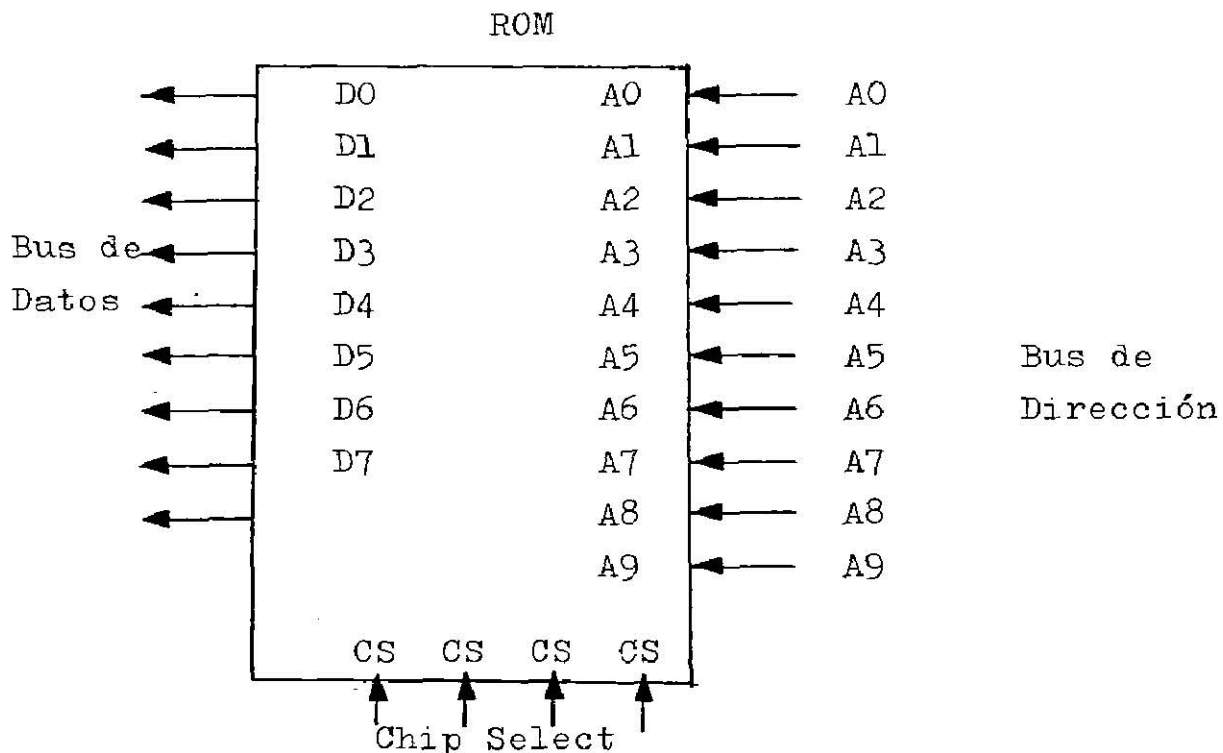 ROM
D0 A0 A0
D1 A1 A1
D2 A2 A2
Bus de D3 A3 A3
Datos D4 A4 A4
D5 A5 A5 Bus de
D6 A6 A6 Dirección
D7 A7 A7
A8 A8
A9 A9
CS CS CS CS
Chip Select